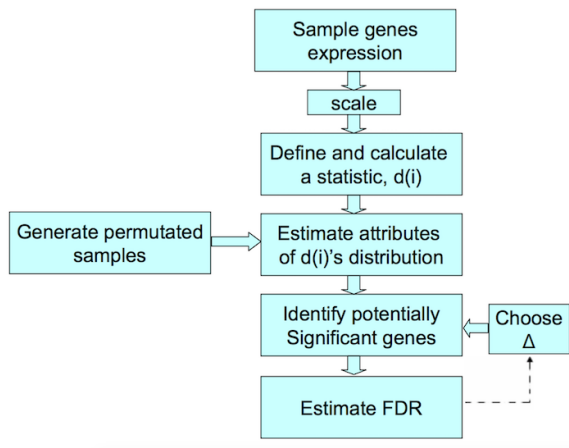 Sample genes
expression
scale
Define and calculate
a statistic, d(i)
Generate permutated
samples
Estimate attributes
of d(i)'s distribution
Identify potentially
Significant genes
Choose
Δ
Estimate FDR